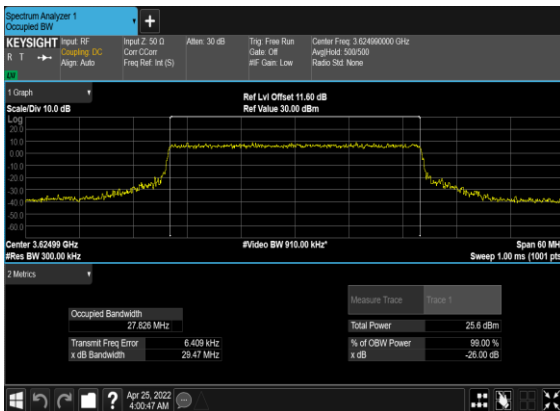 Spectrum Analyzer 1
Occupied BW
KEYSIGHT Input: RF Input Z: 50 Ω Atten: 30 dB Trig: Free Run Center Freq: 3.624990000 GHz
R T Coupling: DC Corr CCorr Gate: Off Avg|Hold: 500/500
Align: Auto Freq Ref: Int (S) #IF Gain: Low Radio Std: None
LV
1 Graph
Ref Lvl Offset 11.60 dB
Scale/Div 10.0 dB Ref Value 30.00 dBm
Log
20.0
10.0
0.00
-10.0
-20.0
-30.0
-40.0
-50.0
-60.0
Center 3.62499 GHz #Video BW 910.00 kHz* Span 60 MH
#Res BW 300.00 kHz Sweep 1.00 ms (1001 pts
2 Metrics
Measure Trace Trace 1
Occupied Bandwidth
27.826 MHz Total Power 25.6 dBm
Transmit Freq Error 6.409 kHz % of OBW Power 99.00 %
x dB Bandwidth 29.47 MHz x dB -26.00 dB
Apr 25, 2022
4:00:47 AM